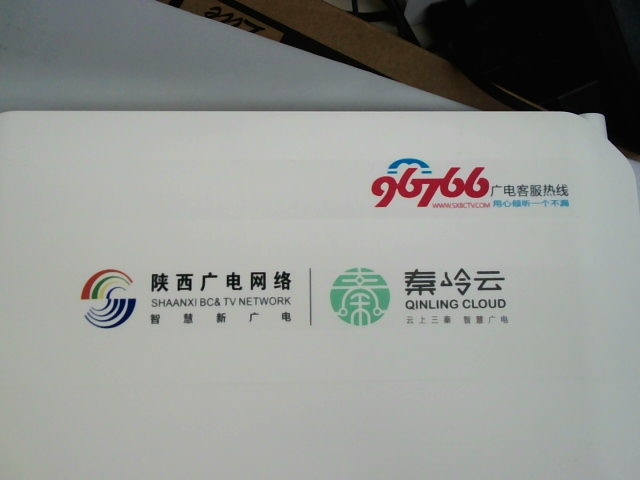 Live
96766 广电客服热线
WWW.SXBCTV.COM 用心倾听一个不漏
陕西广电网络
SHAANXI BC& TV NETWORK
智慧新广电
秦岭云
QINLING CLOUD
云上三秦 智慧广电